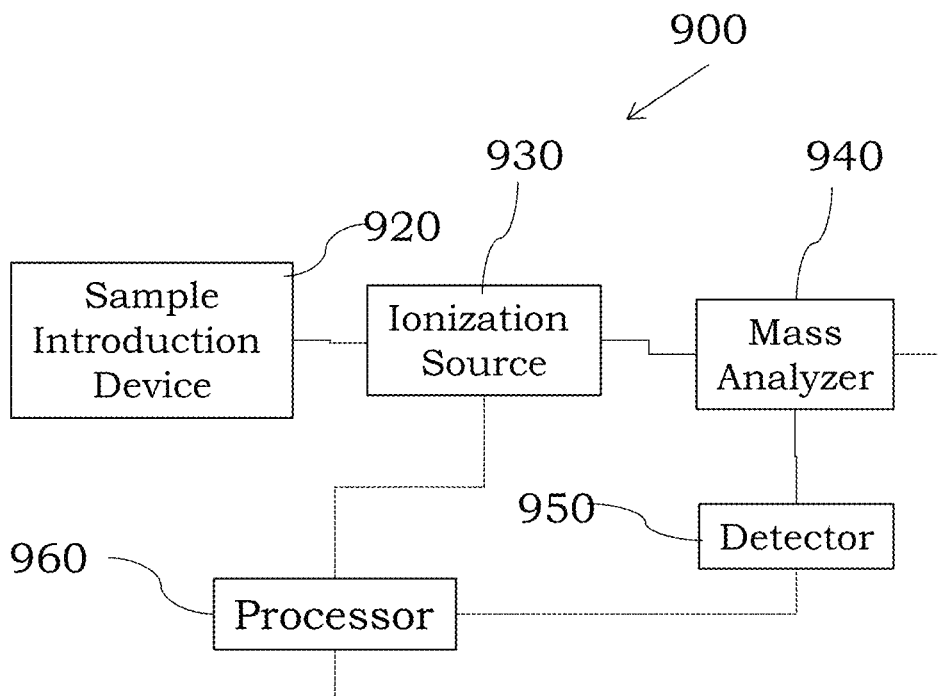 900
930
940
920
Sample
Introduction
Device
Ionization
Source
Mass
Analyzer
950
Detector
960
Processor